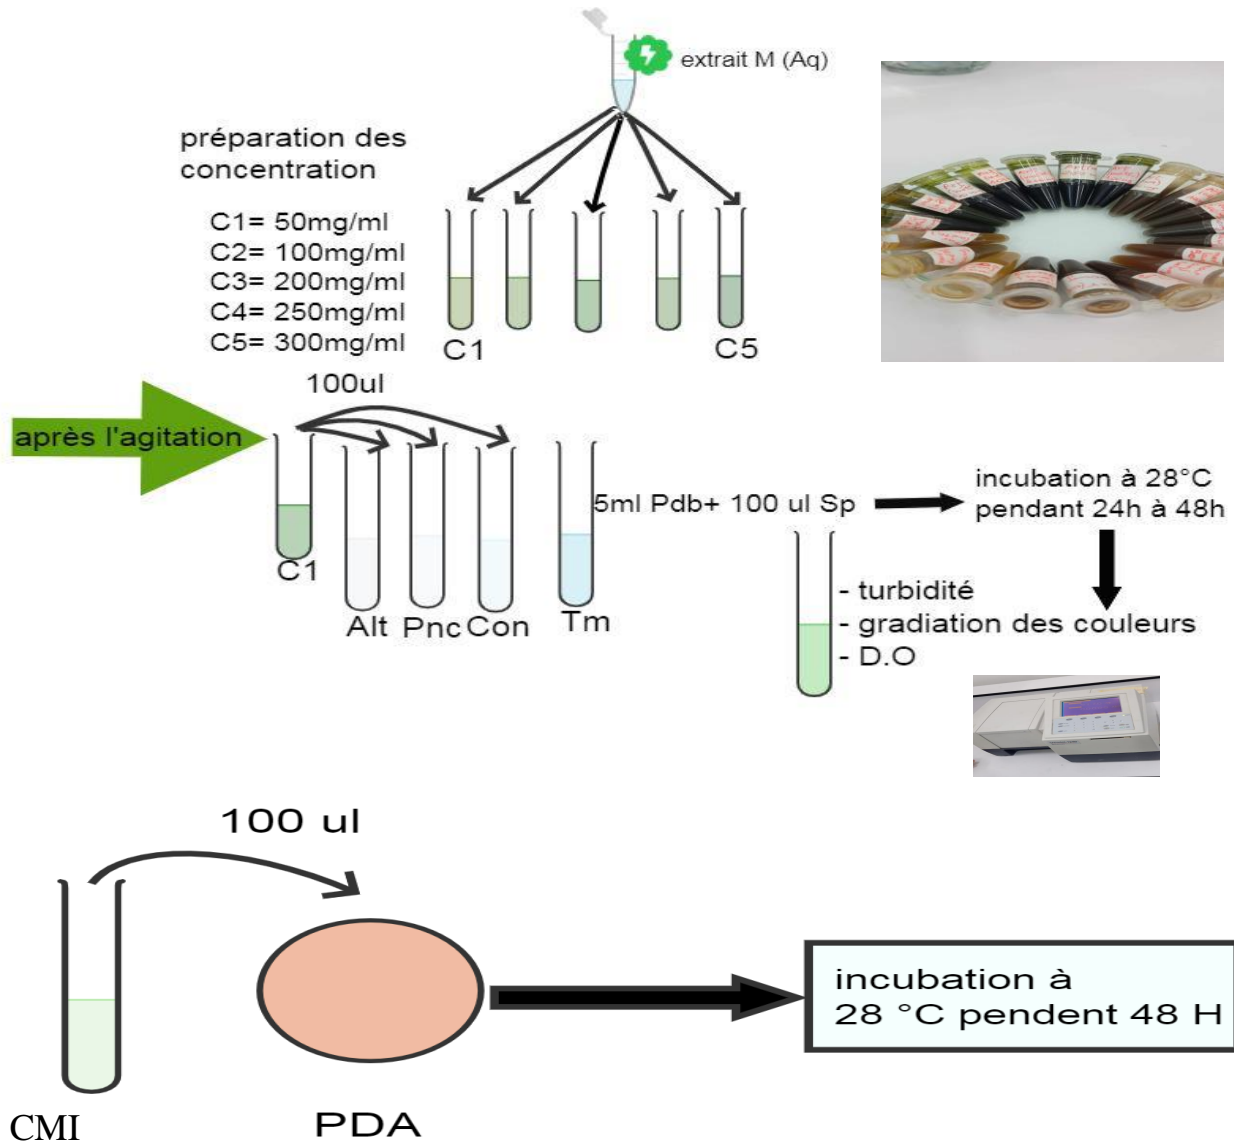 extrait M (Aq)
préparation des
concentration
C1= 50mg/ml
C2= 100mg/ml
C3= 200mg/ml
C4= 250mg/ml
C5= 300mg/ml
C1
C5
100ul
après l'agitation
C1
Alt
Pnc
Con
Tm
5ml Pdb+ 100 ul Sp
incubation à 28°C
pendant 24h à 48h
- turbidité
- gradiation des couleurs
- D.O
100 ul
CMI
PDA
incubation à
28 °C pendent 48 H